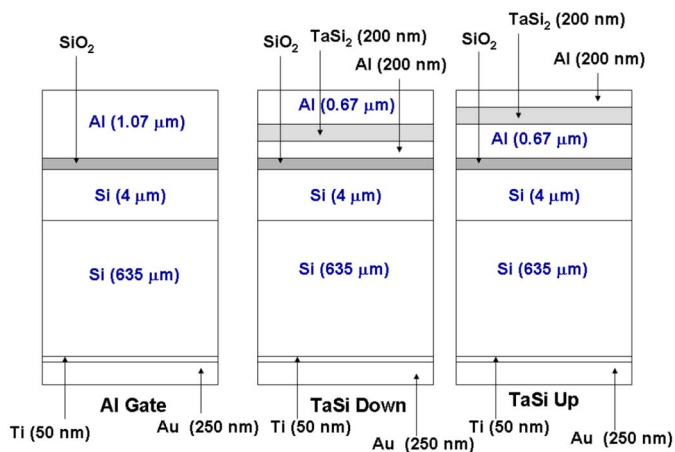 SiO2
Al (1.07 μm)
Si (4 μm)
Si (635 μm)
Ti (50 nm)
Al Gate
Au (250 nm)
SiO2
TaSi2 (200 nm)
Al (200 nm)
Al (0.67 μm)
Si (4 μm)
Si (635 μm)
Ti (50 nm)
TaSi Down
Au (250 nm)
SiO2
TaSi2 (200 nm)
Al (200 nm)
Al (0.67 μm)
Si (4 μm)
Si (635 μm)
Ti (50 nm)
TaSi Up
Au (250 nm)